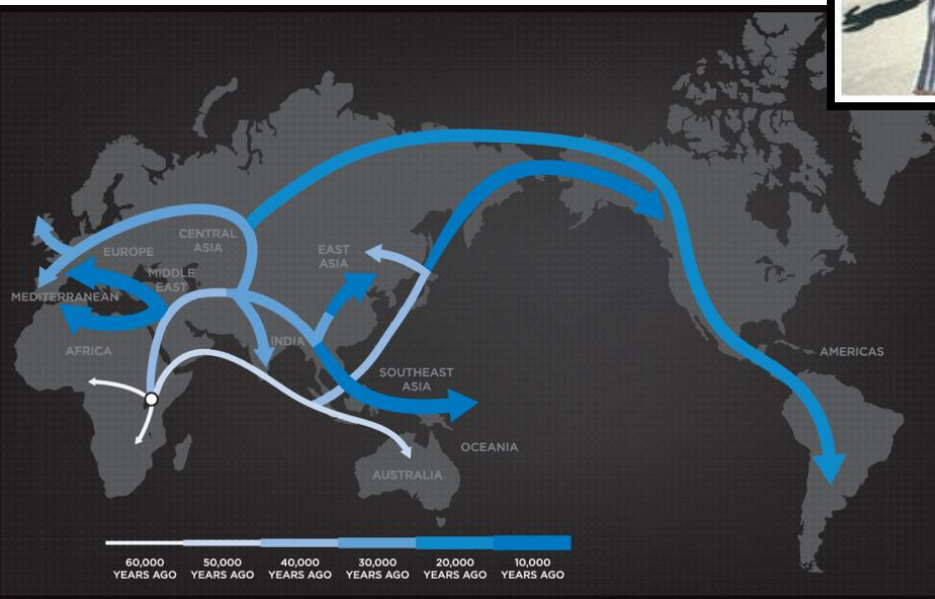 CENTRAL
ASIA
EUROPE
EAST
ASIA
MIDDLE
EAST
MEDITERRANEAN
INDIA
AFRICA
AMERICAS
SOUTHEAST
ASIA
OCEANIA
AUSTRALIA
60,000 50,000 40,000 30,000 20,000 10,000
YEARS AGO YEARS AGO YEARS AGO YEARS AGO YEARS AGO YEARS AGO